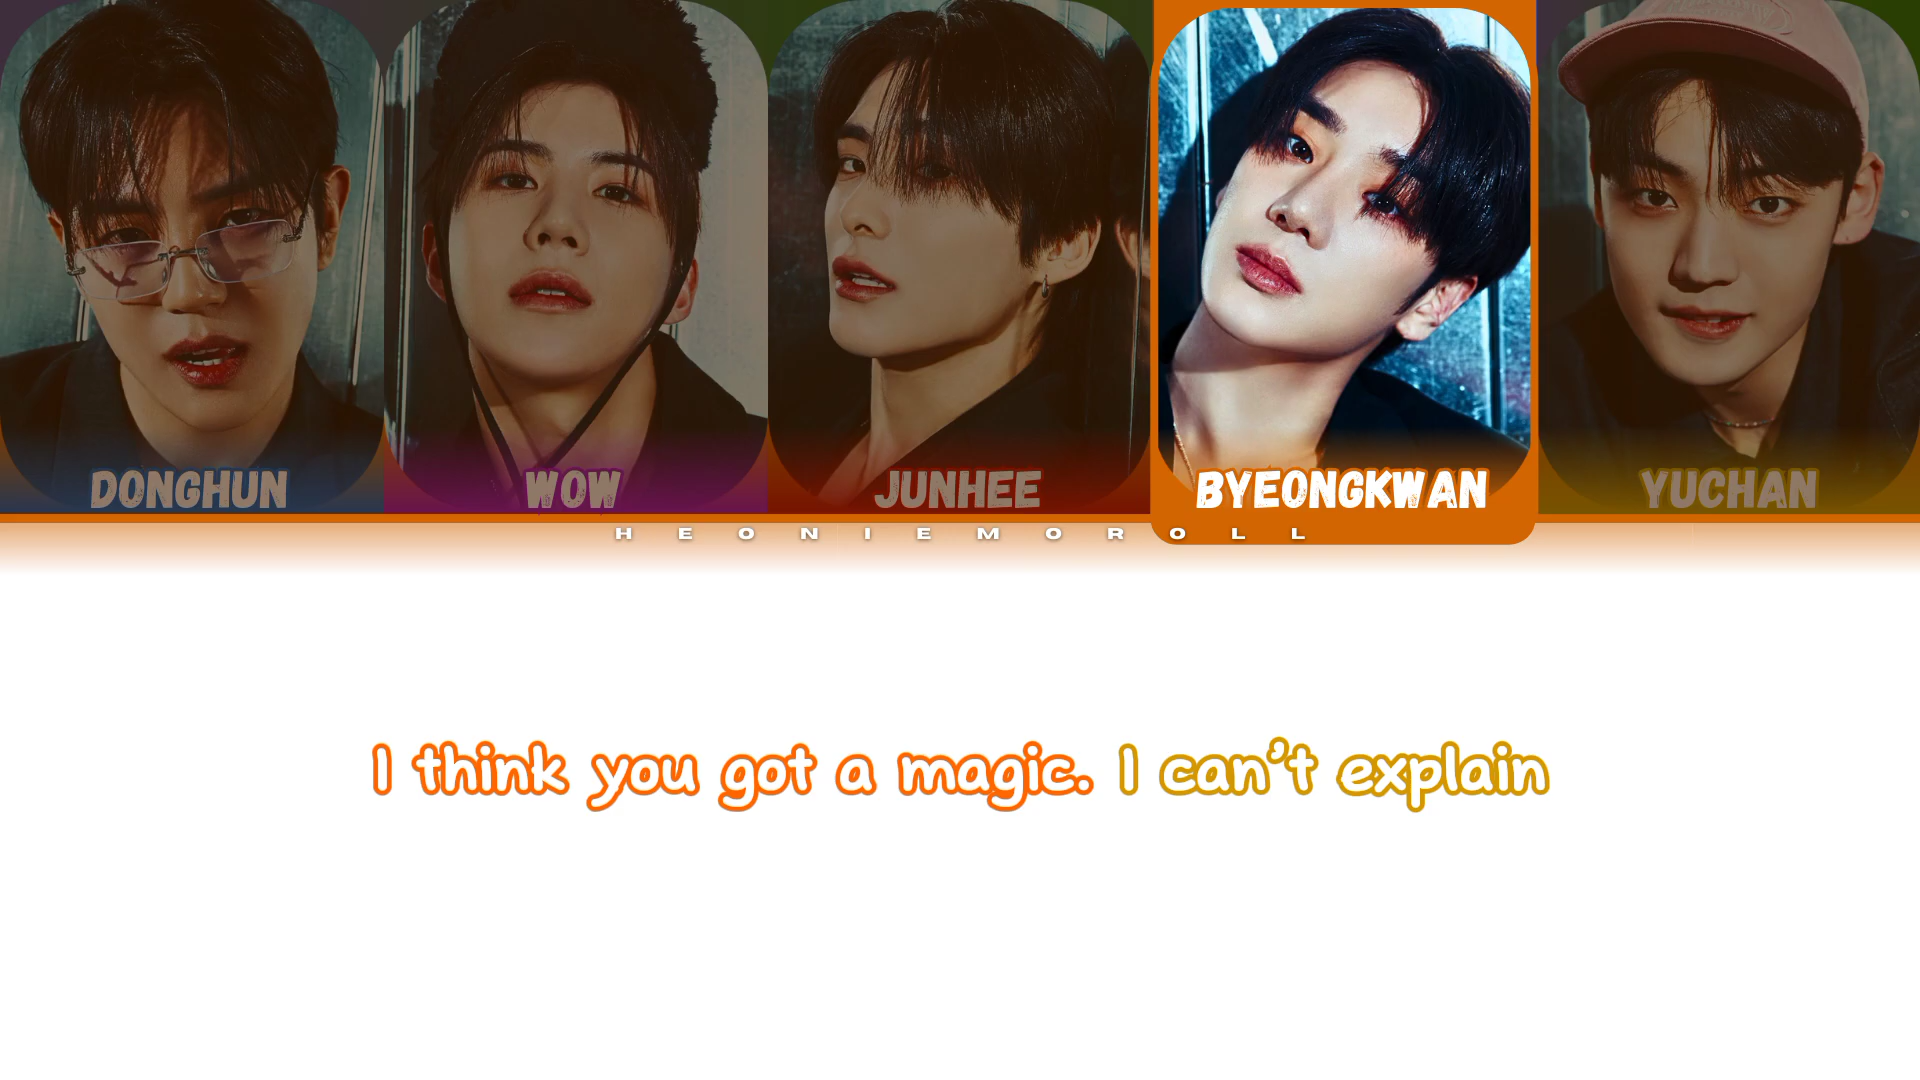 DONGHUN WOW JUNHEE BYEONGKWAN YUCHAN
HEONIEMOROLL
I think you got a magic. I can't explain